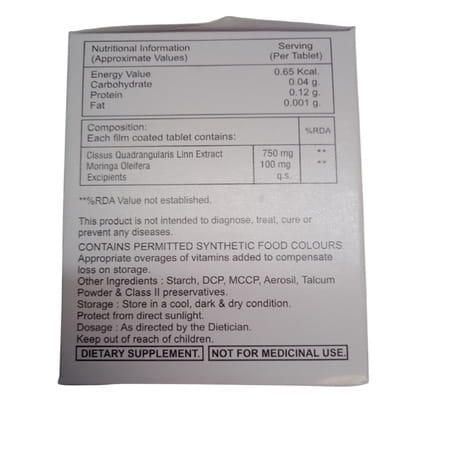 Nutritional Information Serving
(Approximate Values) (Per Tablet)
Energy Value 0.65 Kcal.
Carbohydrate 0.04 g.
Protein 0.12 g.
Fat 0.001 g.
Composition: %RDA
Each film coated tablet contains:
Cissus Quadrangularis Linn Extract 750 mg **
Moringa Oleifera 100 mg **
Excipients q.s.
**%RDA Value not established.
This product is not intended to diagnose, treat, cure or
prevent any diseases.
CONTAINS PERMITTED SYNTHETIC FOOD COLOURS.
Appropriate overages of vitamins added to compensate
loss on storage.
Other Ingredients : Starch, DCP, MCCP, Aerosil, Talcum
Powder & Class II preservatives.
Storage : Store in a cool, dark & dry condition.
Protect from direct sunlight.
Dosage : As directed by the Dietician.
Keep out of reach of children.
DIETARY SUPPLEMENT. NOT FOR MEDICINAL USE.